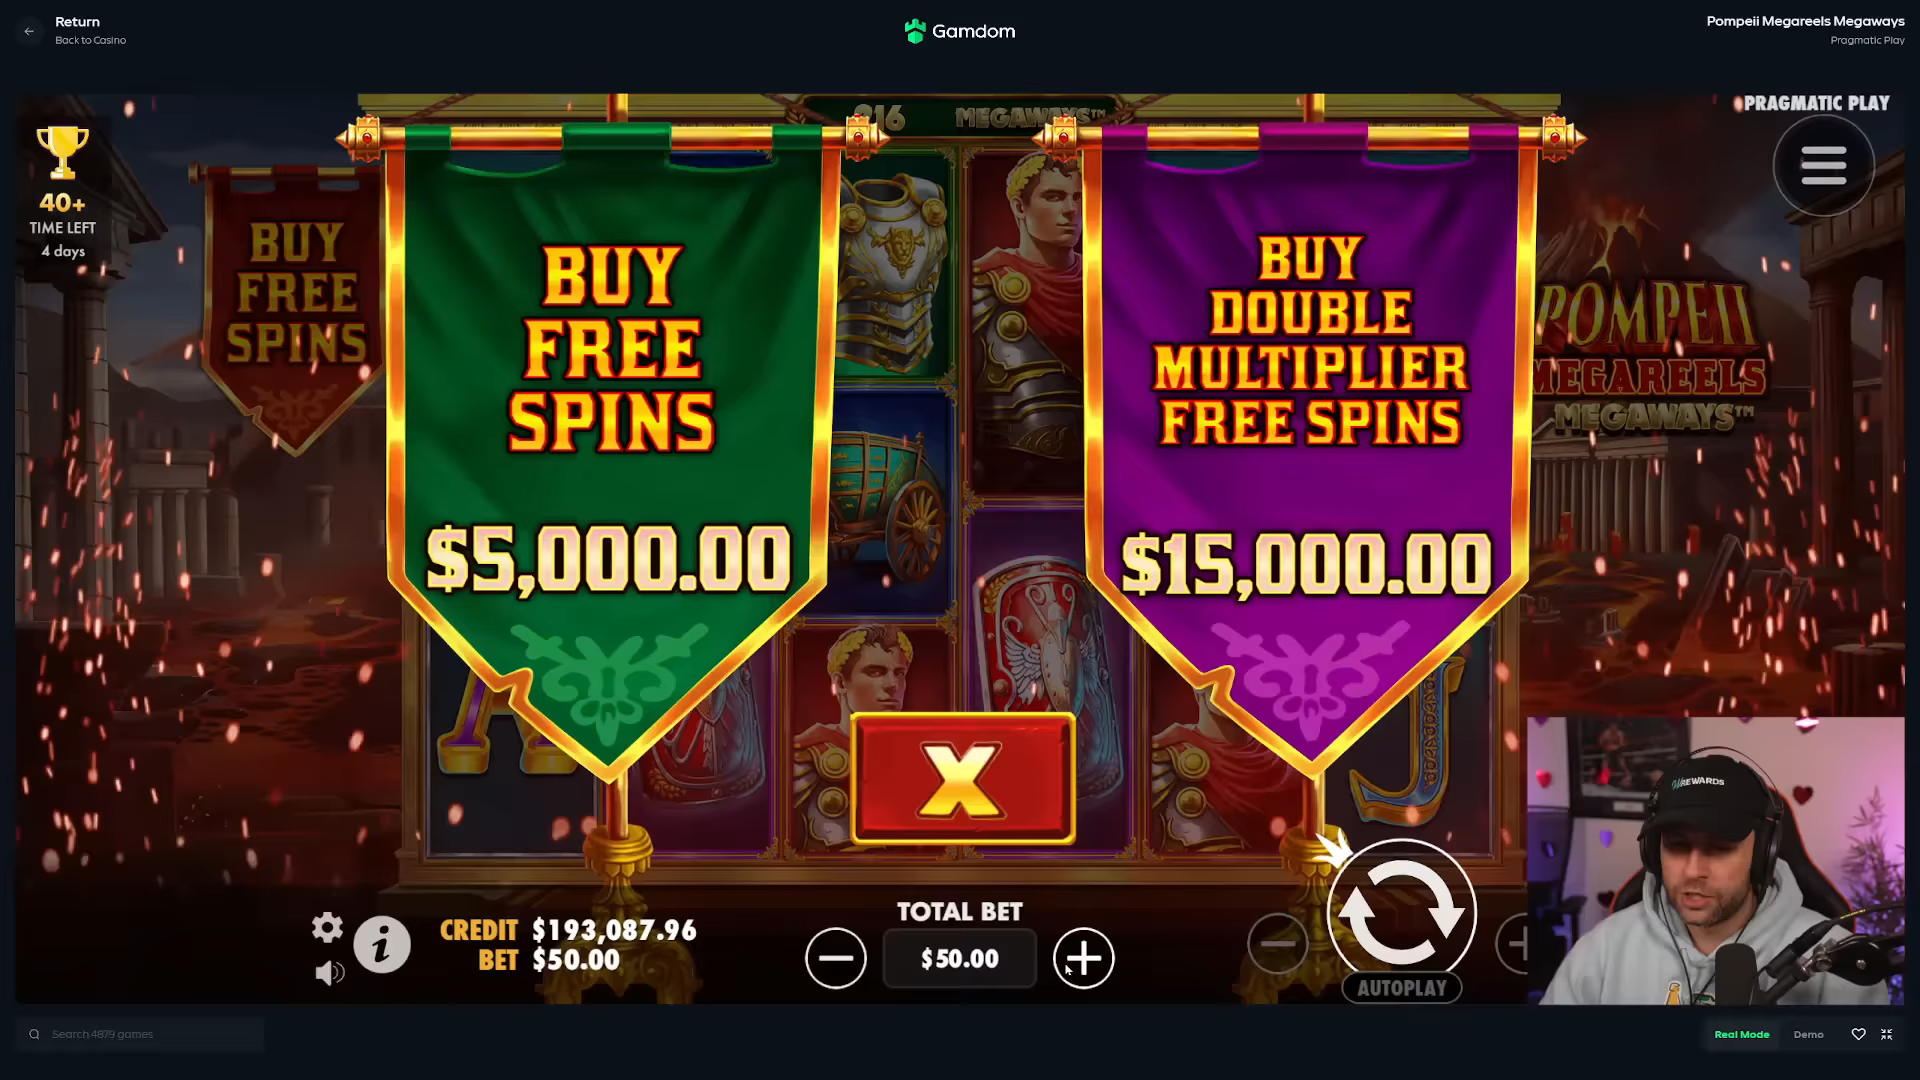 Return
Back to Casino
Gamdom
Pompeii Megareels Megaways
Pragmatic Play
PRAGMATIC PLAY
MEGAWAYS™
40+
TIME LEFT
4 days
BUY
FREE
SPINS
BUY
FREE
SPINS
$5,000.00
BUY
DOUBLE
MULTIPLIER
FREE SPINS
$15,000.00
POMPEII
MEGAREELS
MEGAWAYS™
X
A
J
REWARDS
CREDIT $193,087.96
BET $50.00
TOTAL BET
$50.00
AUTOPLAY
Search 4879 games
Real Mode
Demo